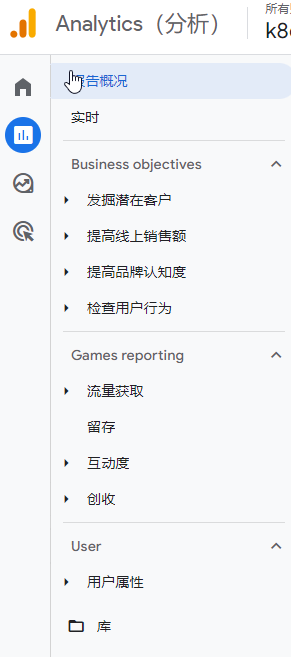 Analytics（分析）
所有
k8
告概况
实时
Business objectives
发掘潜在客户
提高线上销售额
提高品牌认知度
检查用户行为
Games reporting
流量获取
留存
互动度
创收
User
用户属性
库